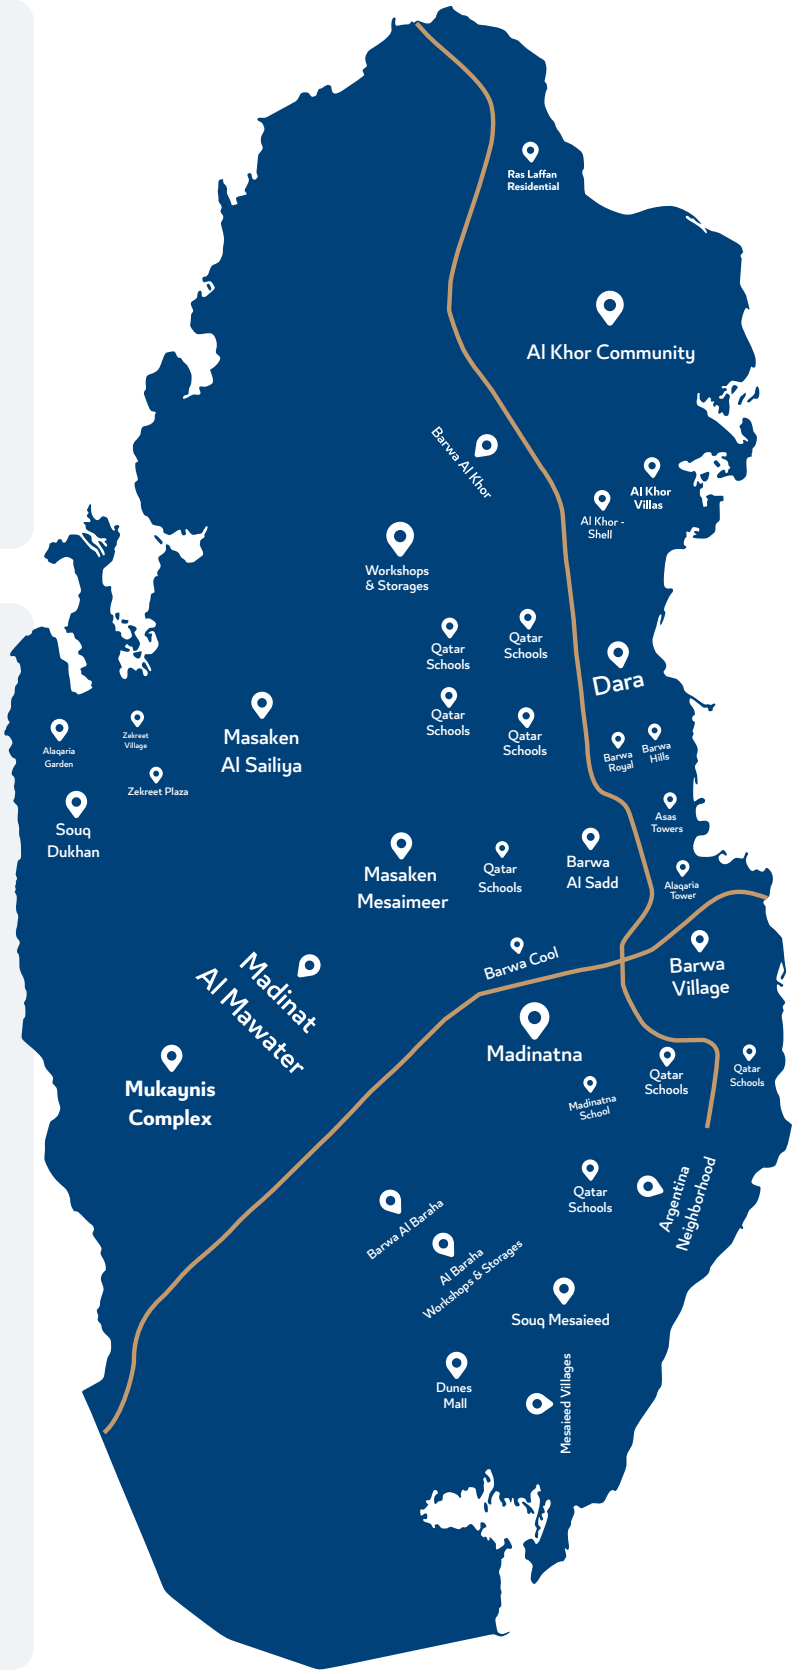 Ras Laffan
Residential
Al Khor Community
Barwa Al Khor
Al Khor
Villas
Al Khor -
Shell
Workshops
& Storages
Qatar
Schools
Qatar
Schools
Dara
Qatar
Schools
Qatar
Schools
Masaken
Al Sailiya
Zekreet
Village
Alaqaria
Garden
Zekreet Plaza
Souq
Dukhan
Barwa
Royal
Barwa
Hills
Asas
Towers
Masaken
Mesaimeer
Qatar
Schools
Barwa
Al Sadd
Alaqaria
Tower
Barwa Cool
Barwa
Village
Madinat
Al Mawater
Madinatna
Mukaynis
Complex
Qatar
Schools
Qatar
Schools
Madinatna
School
Qatar
Schools
Argentina
Neighborhood
Barwa Al Baraha
Al Baraha
Workshops & Storages
Souq Mesaieed
Dunes
Mall
Mesaieed Villages